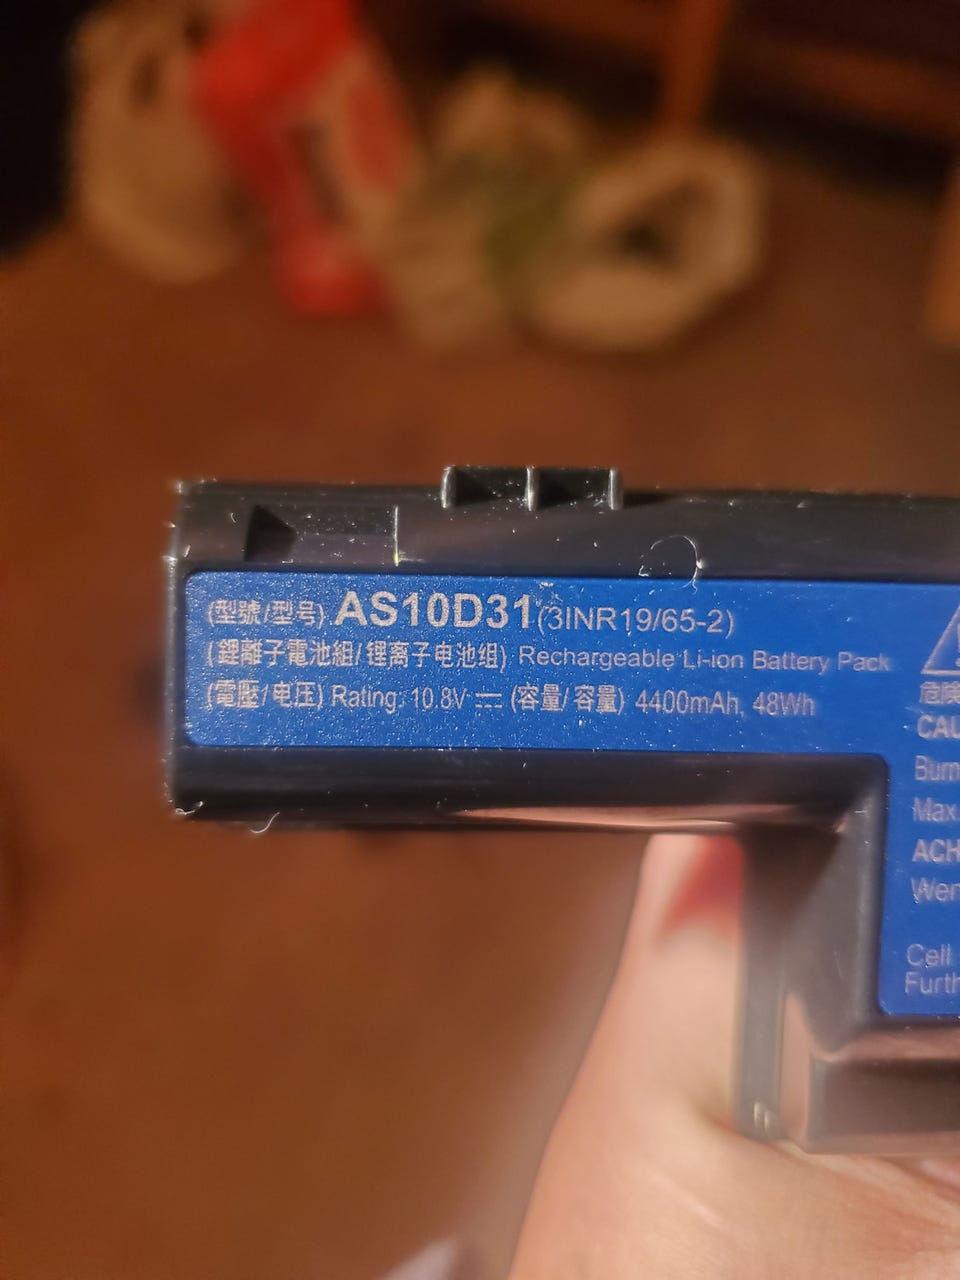 (型號/型号) AS10D31(3INR19/65-2)
(鋰離子電池組/锂离子电池组) Rechargeable Li-ion Battery Pack
(電壓/电压) Rating: 10.8V ⎓ (容量/容量) 4400mAh, 48Wh
Max.
Cell